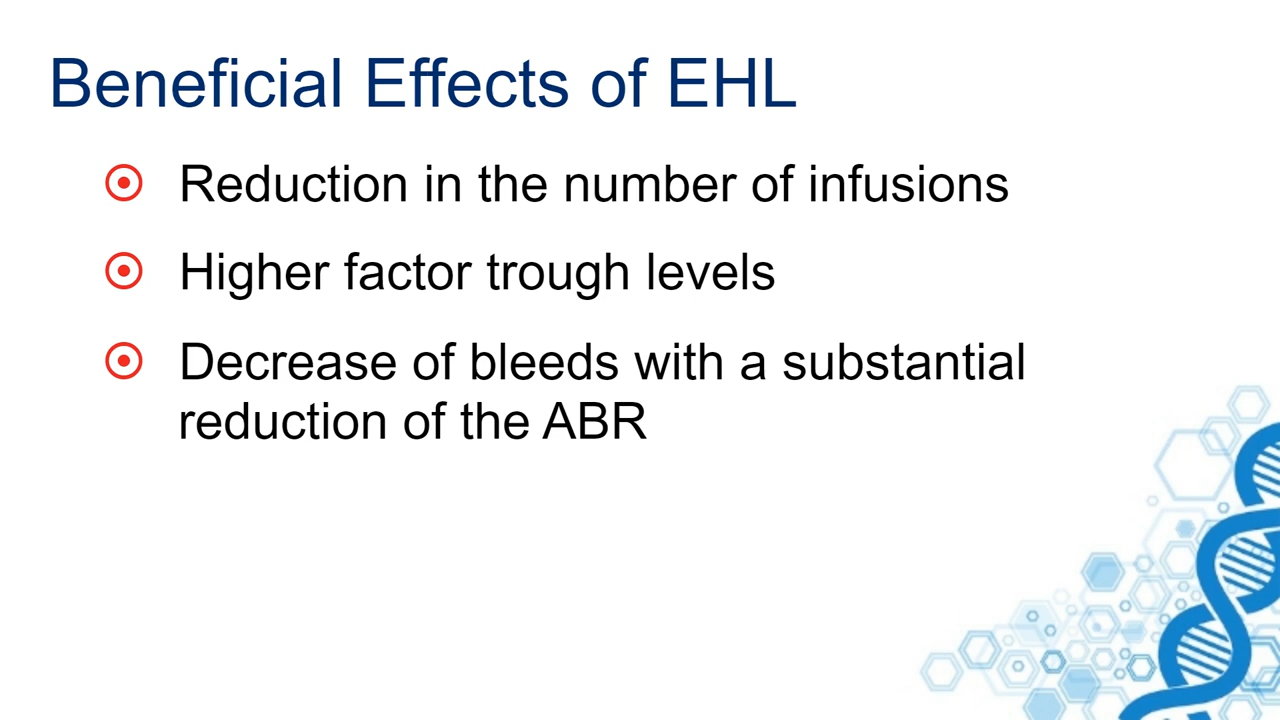 Beneficial Effects of EHL
Reduction in the number of infusions
Higher factor trough levels
Decrease of bleeds with a substantial
reduction of the ABR